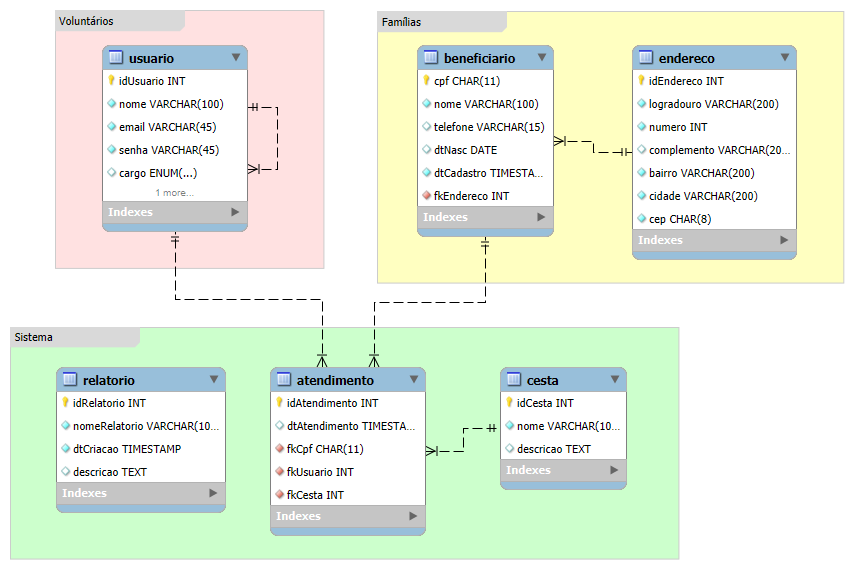 Voluntários
usuario
idUsuario INT
nome VARCHAR(100)
email VARCHAR(45)
senha VARCHAR(45)
cargo ENUM(...)
1 more...
Indexes
Famílias
beneficiario
cpf CHAR(11)
nome VARCHAR(100)
telefone VARCHAR(15)
dtNasc DATE
dtCadastro TIMESTA...
fkEndereco INT
Indexes
endereco
idEndereco INT
logradouro VARCHAR(200)
numero INT
complemento VARCHAR(20...
bairro VARCHAR(200)
cidade VARCHAR(200)
cep CHAR(8)
Indexes
Sistema
relatorio
idRelatorio INT
nomeRelatorio VARCHAR(10...
dtCriacao TIMESTAMP
descricao TEXT
Indexes
atendimento
idAtendimento INT
dtAtendimento TIMESTA...
fkCpf CHAR(11)
fkUsuario INT
fkCesta INT
Indexes
cesta
idCesta INT
nome VARCHAR(10...
descricao TEXT
Indexes